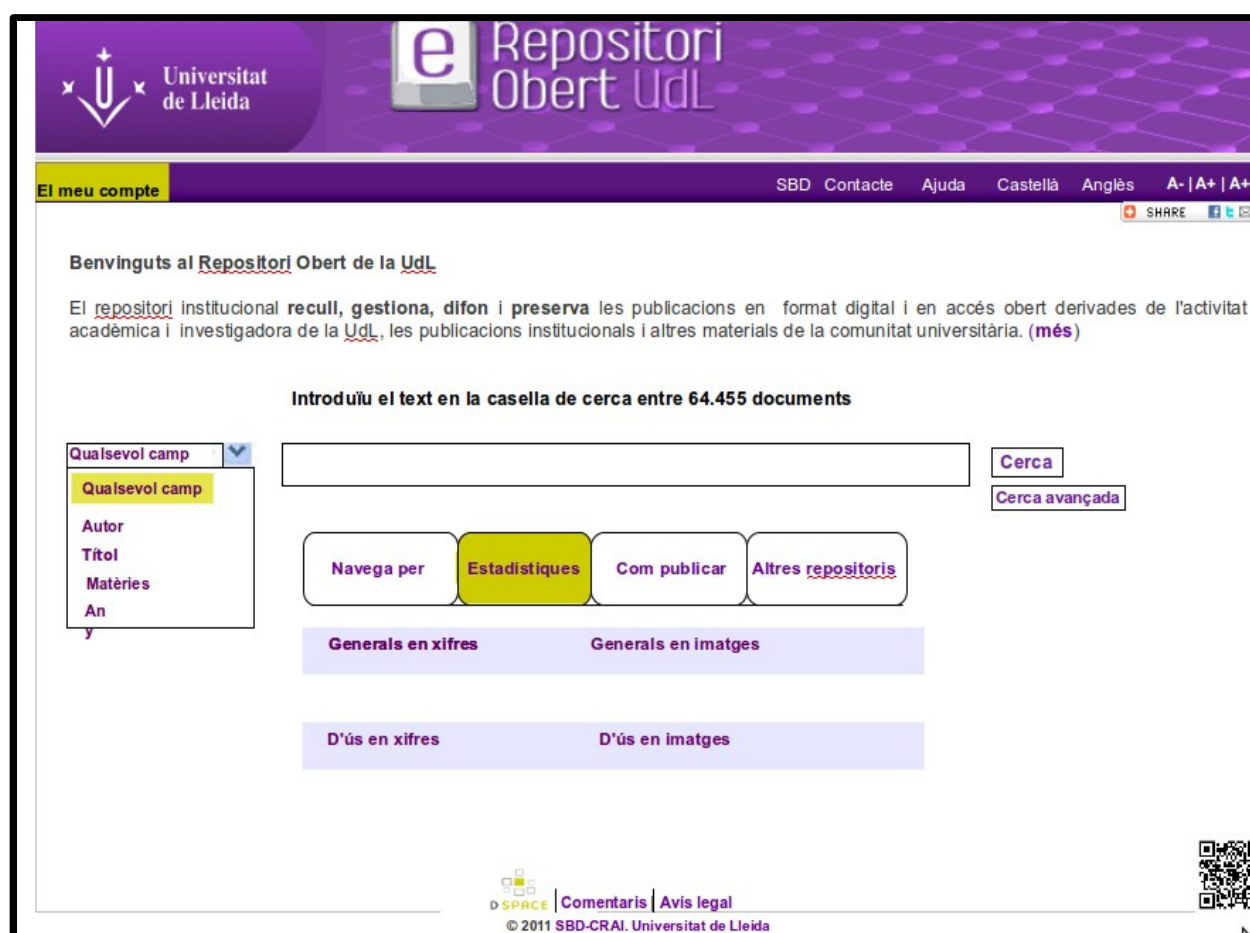 e Repositori
Obert UdL
Universitat
de Lleida
El meu compte
SBD Contacte Ajuda Castellà Anglès A- | A+ | A+
SHARE
Benvinguts al Repositori Obert de la UdL
El repositori institucional recull, gestiona, difon i preserva les publicacions en format digital i en accés obert derivades de l'activitat
acadèmica i investigadora de la UdL, les publicacions institucionals i altres materials de la comunitat universitària. (més)
Introduïu el text en la casella de cerca entre 64.455 documents
Qualsevol camp
Cerca
Qualsevol camp
Cerca avançada
Autor
Títol
Matèries
An
y
Navega per Estadístiques Com publicar Altres repositoris
Generals en xifres Generals en imatges
D'ús en xifres D'ús en imatges
DSPACE Comentaris Avís legal
© 2011 SBD-CRAI. Universitat de Lleida